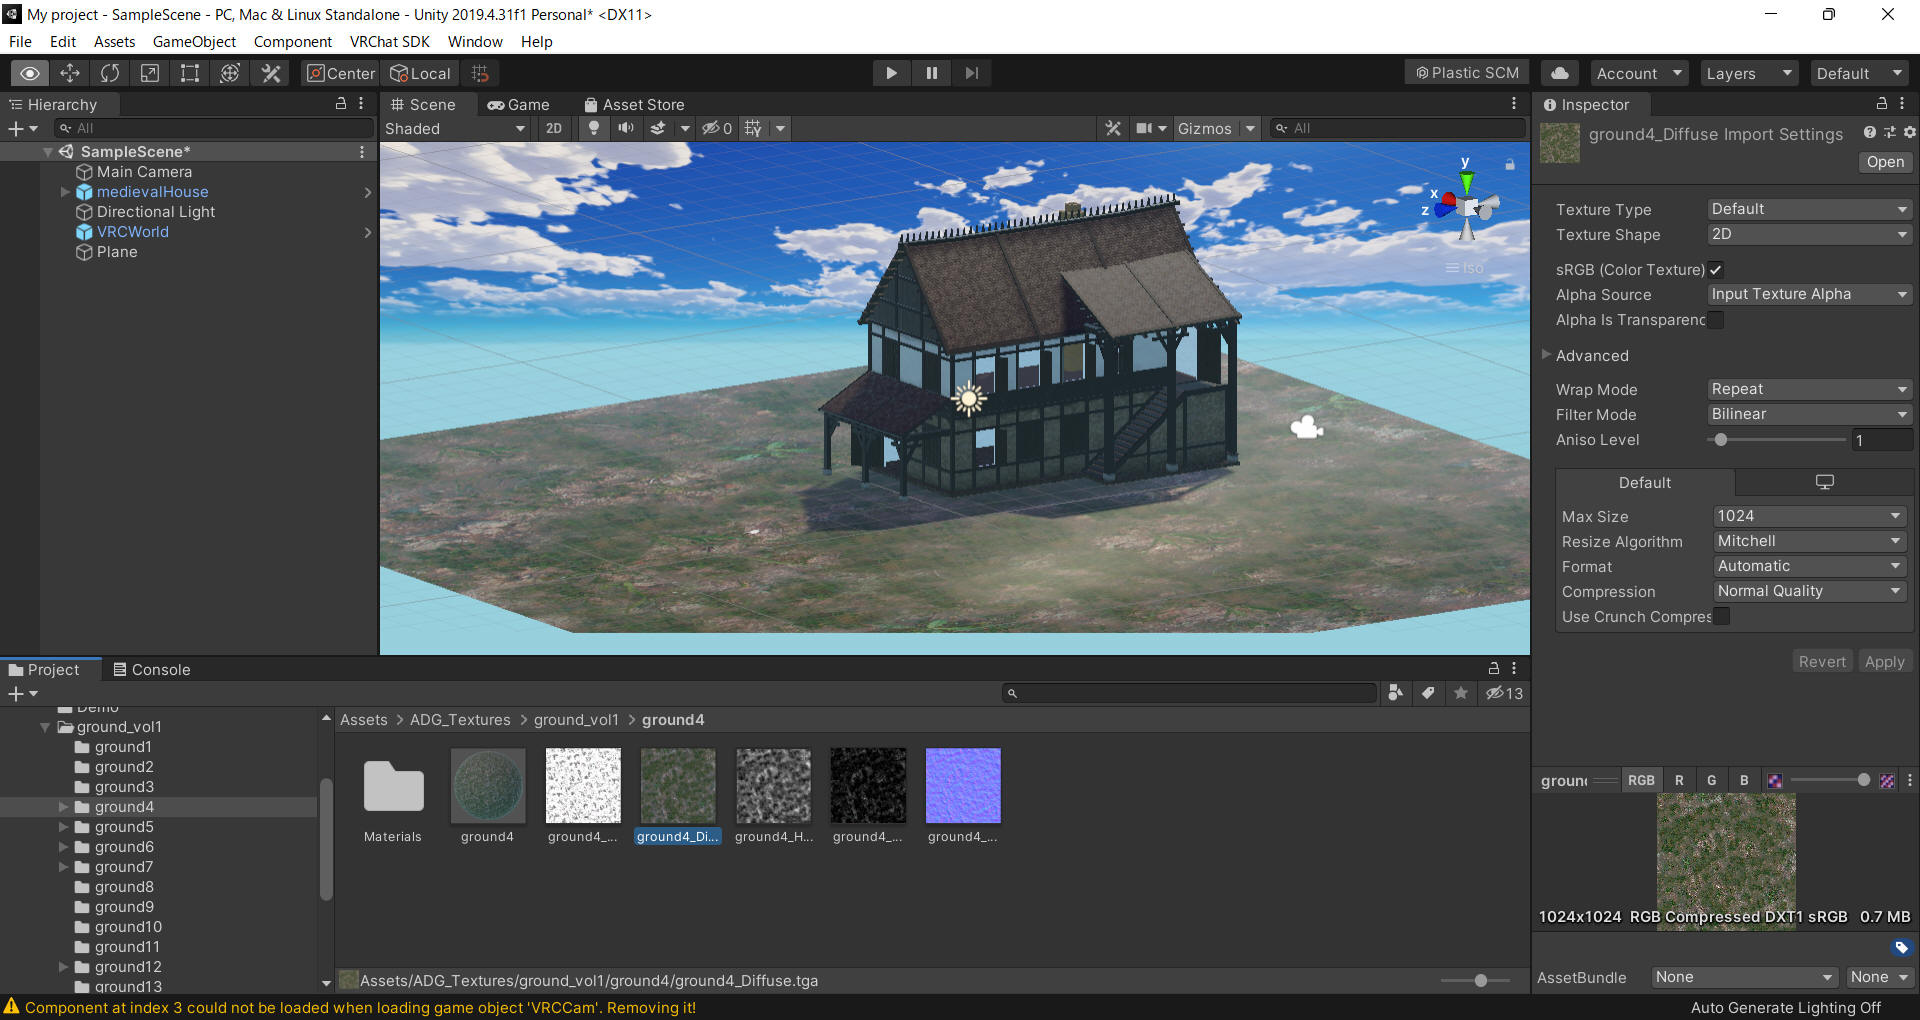 My project - SampleScene - PC, Mac & Linux Standalone - Unity 2019.4.31f1 Personal* <DX11>
File Edit Assets GameObject Component VRChat SDK Window Help
Center Local Plastic SCM Account Layers Default
Hierarchy
All
SampleScene*
Main Camera
medievalHouse
Directional Light
VRCWorld
Plane
Scene Game Asset Store
Shaded 2D 0 Gizmos All
y
x
z
Iso
Inspector
ground4_Diffuse Import Settings
Open
Texture Type Default
Texture Shape 2D
sRGB (Color Texture)
Alpha Source Input Texture Alpha
Alpha Is Transparenc
Advanced
Wrap Mode Repeat
Filter Mode Bilinear
Aniso Level 1
Default
Max Size 1024
Resize Algorithm Mitchell
Format Automatic
Compression Normal Quality
Use Crunch Compres
Revert Apply
Project Console
13
Demo
ground_vol1
ground1
ground2
ground3
ground4
ground5
ground6
ground7
ground8
ground9
ground10
ground11
ground12
ground13
Assets > ADG_Textures > ground_vol1 > ground4
Materials ground4 ground4_... ground4_Di... ground4_H... ground4_... ground4_...
Assets/ADG_Textures/ground_vol1/ground4/ground4_Diffuse.tga
ground RGB R G B
1024x1024 RGB Compressed DXT1 sRGB 0.7 MB
AssetBundle None None
Component at index 3 could not be loaded when loading game object 'VRCCam'. Removing it!
Auto Generate Lighting Off